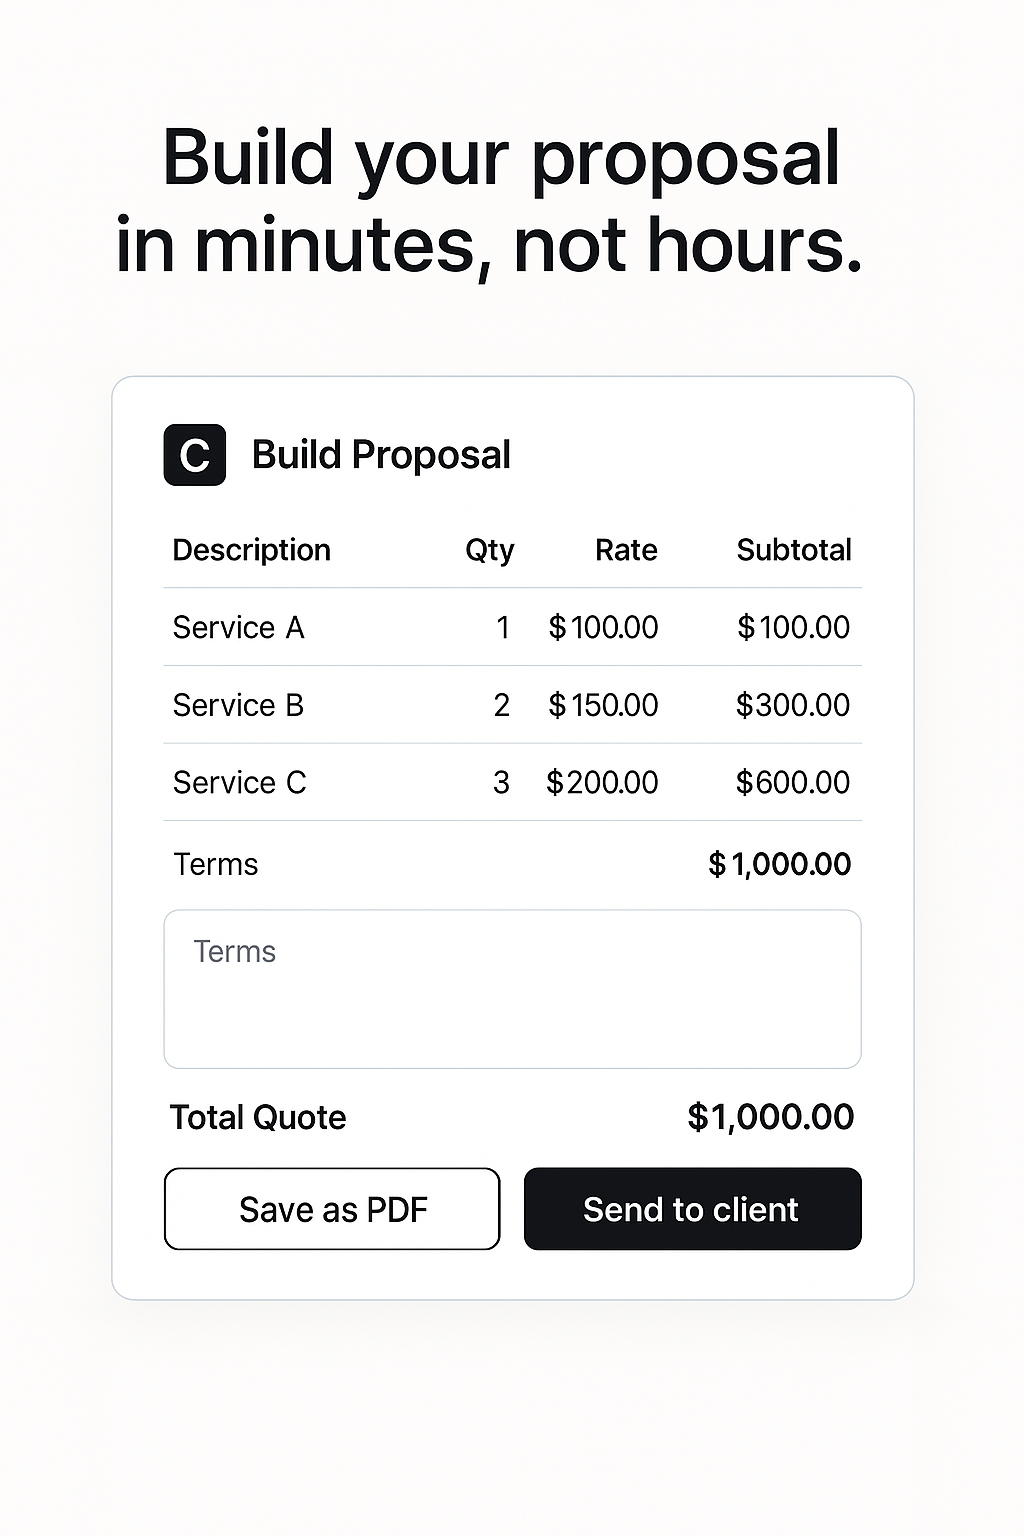 Build your proposal
in minutes, not hours.
C Build Proposal
Description Qty Rate Subtotal
Service A 1 $100.00 $100.00
Service B 2 $150.00 $300.00
Service C 3 $200.00 $600.00
Terms $1,000.00
Terms
Total Quote $1,000.00
Save as PDF Send to client